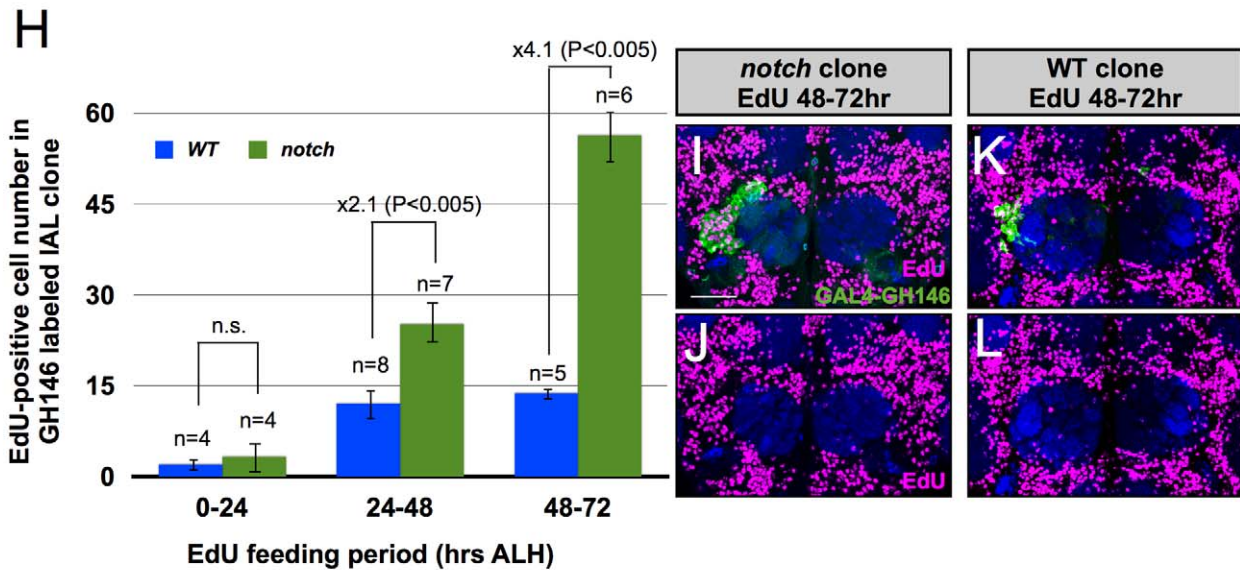 H
EdU-positive cell number in
GH146 labeled lAL clone
60
45
30
15
0
WT
notch
n.s.
n=4
n=4
x2.1 (P<0.005)
n=8
n=7
x4.1 (P<0.005)
n=5
n=6
0-24
24-48
48-72
EdU feeding period (hrs ALH)
notch clone
EdU 48-72hr
WT clone
EdU 48-72hr
I
EdU
GAL4-GH146
K
J
EdU
L